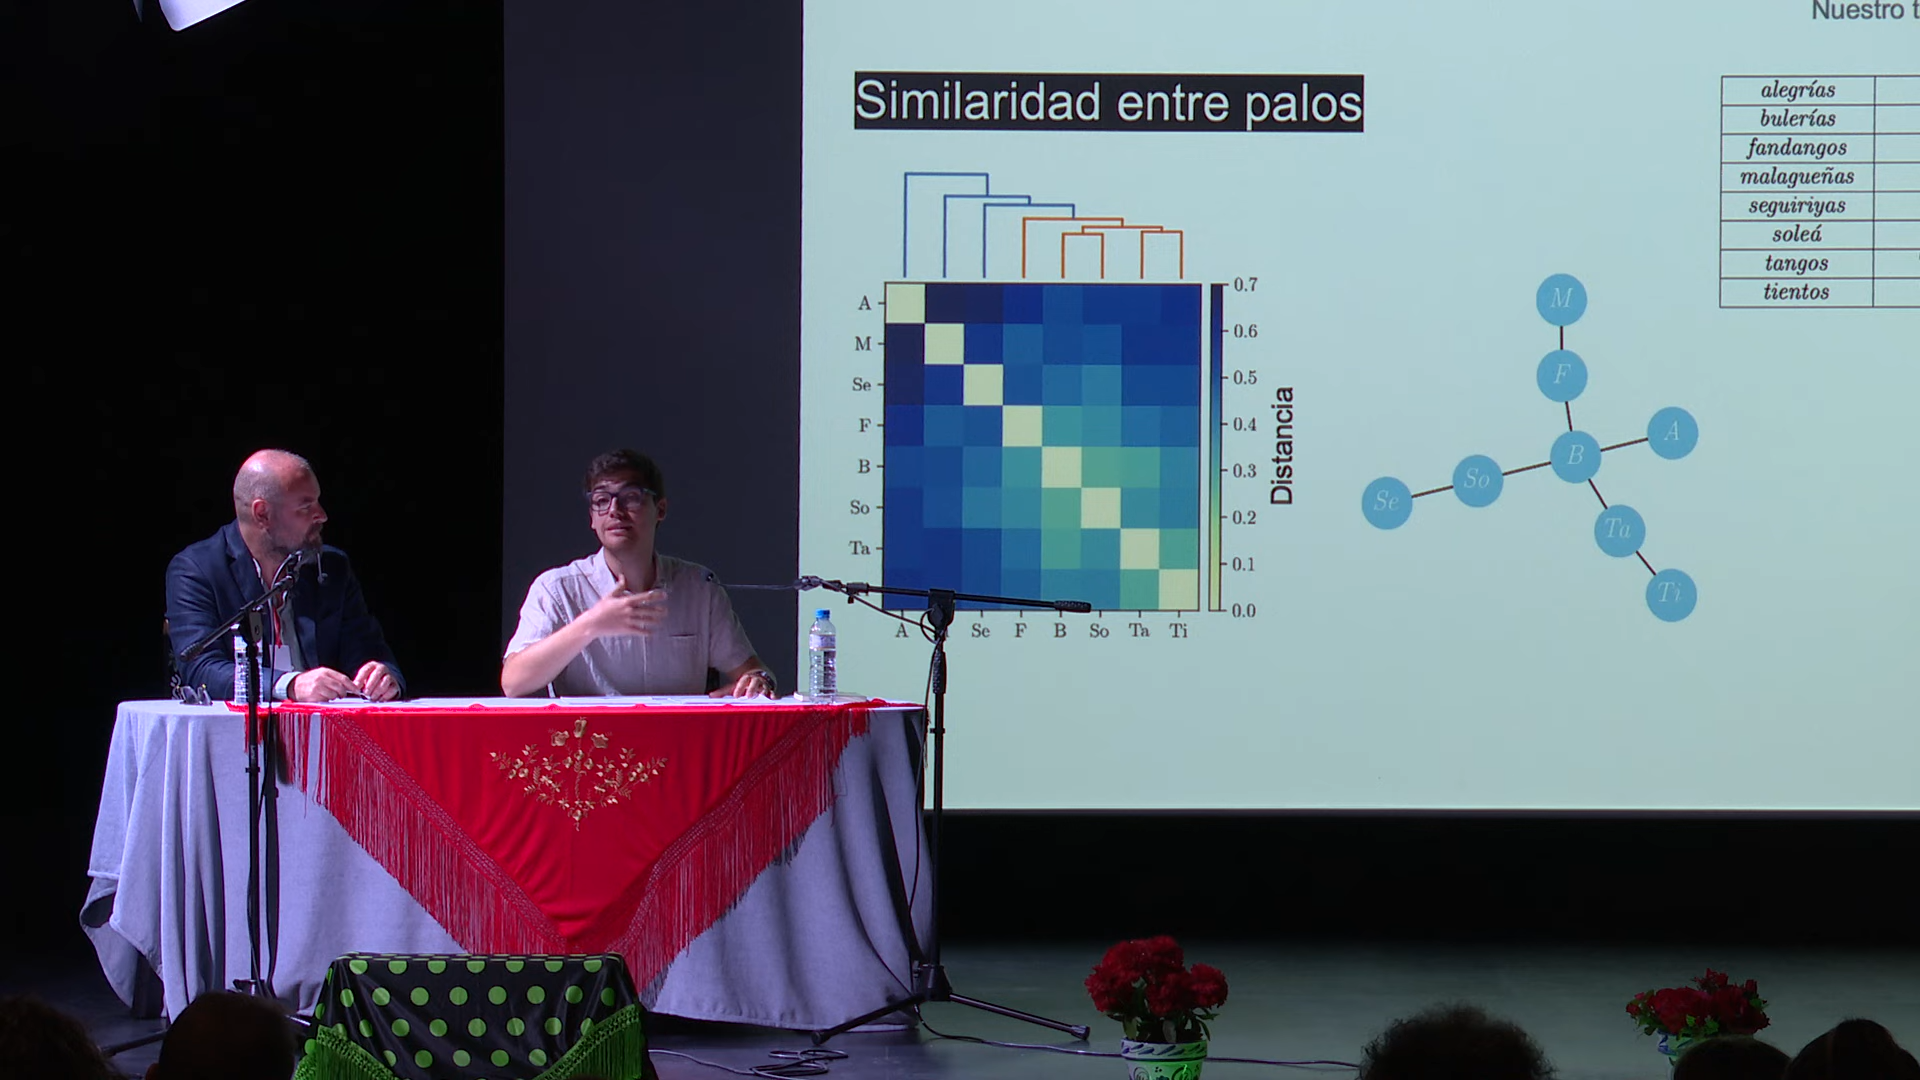 Nuestro t
Similaridad entre palos
alegrías
bulerías
fandangos
malagueñas
seguiriyas
soleá
tangos
tientos
A
M
Se
F
B
So
Ta
A Se F B So Ta Ti
0.7
0.6
0.5
0.4
0.3
0.2
0.1
0.0
Distancia
M
F
A
B
So
Se
Ta
Ti